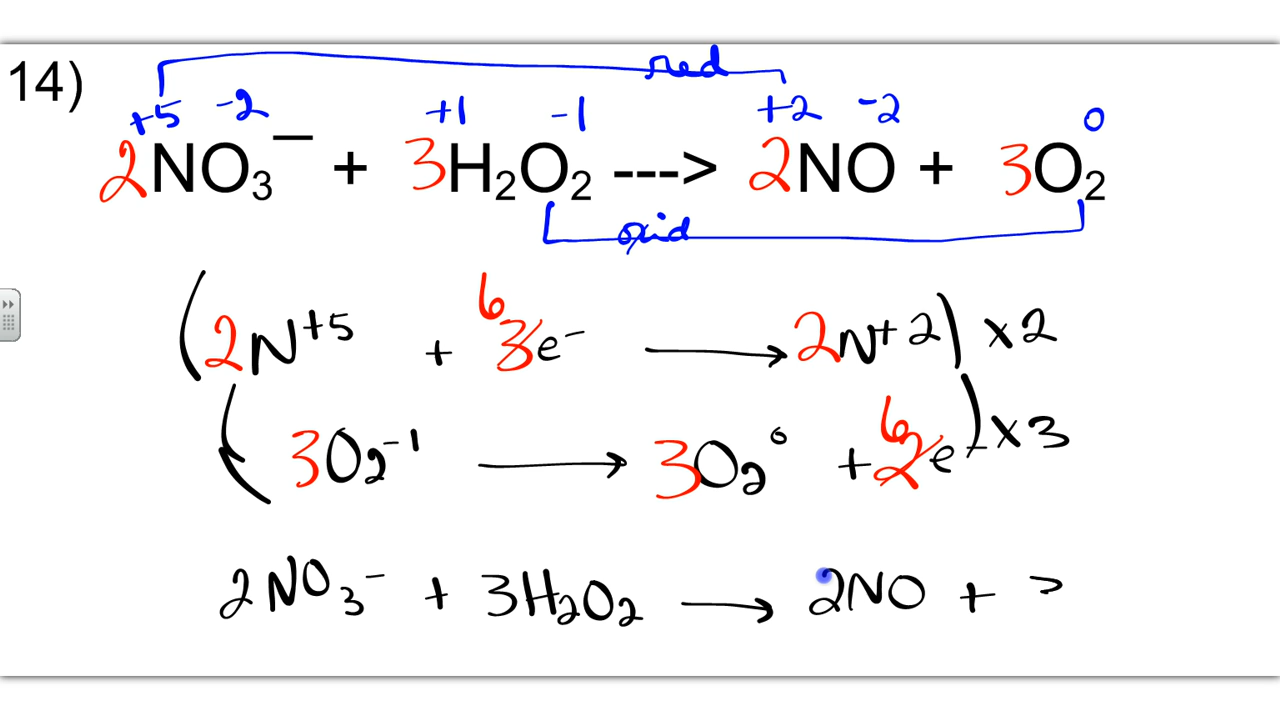 14)
red
+5 -2 +1 -1 +2 -2 0
2NO₃⁻ + 3H₂O₂ ---> 2NO + 3O₂
oxid
6
(2N⁺⁵ + 3e⁻ → 2N⁺²) x2
6
(3O₂⁻¹ → 3O₂⁰ + 2e⁻) x3
2NO₃⁻ + 3H₂O₂ → 2NO +